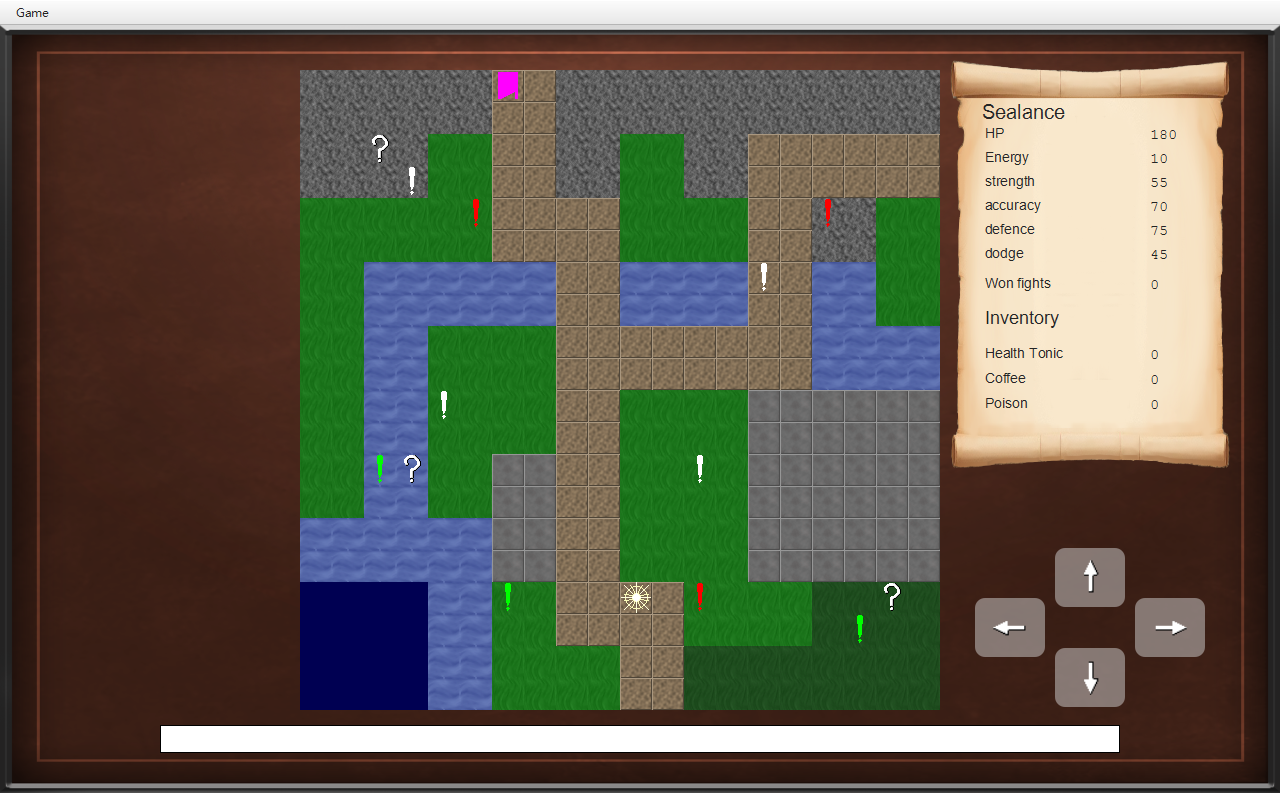 Game
Sealance
HP 180
Energy 10
strength 55
accuracy 70
defence 75
dodge 45
Won fights 0
Inventory
Health Tonic 0
Coffee 0
Poison 0
?
!
!
!
!
!
!
! ?
!
! ! ?
!